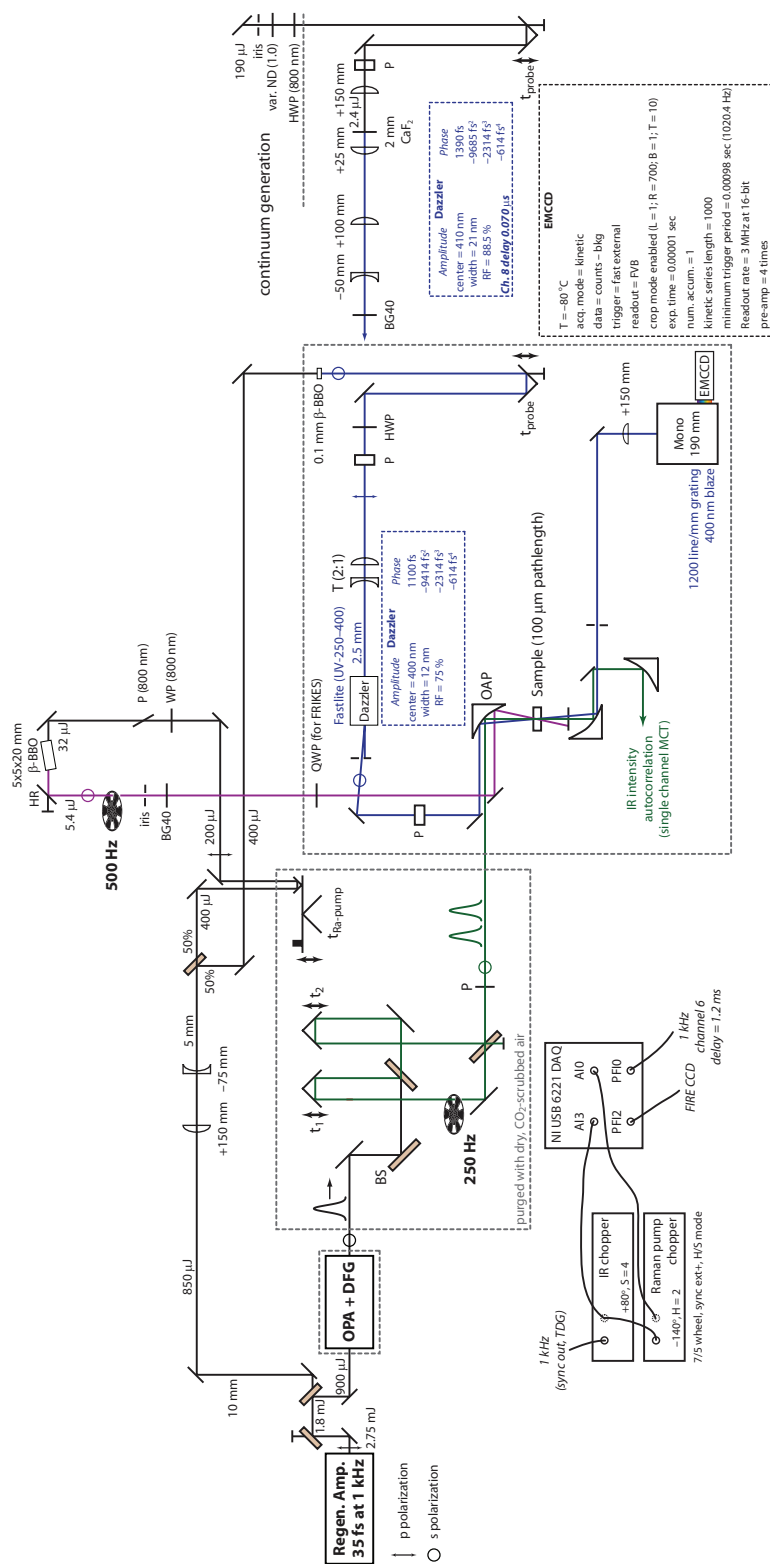 Regen. Amp.
35 fs at 1 kHz
2.75 mJ
1.8 mJ
900 μJ
10 mm
850 μJ
p polarization
s polarization
OPA + DFG
+150 mm
−75 mm
5 mm
50%
50%
400 μJ
200 μJ
400 μJ
BS
t1
t2
250 Hz
P
tRa-pump
purged with dry, CO2-scrubbed air
500 Hz
5.4 μJ
HR
5x5x20 mm
β-BBO
32 μJ
iris
BG40
P (800 nm)
WP (800 nm)
QWP (for FRIKES)
Fastlite (UV-250–400)
Dazzler
2.5 mm
T (2:1)
P
HWP
0.1 mm β-BBO
tprobe
P
Amplitude Dazzler Phase
center = 400 nm
width = 12 nm
RF = 75 %
1100 fs
−9414 fs2
−2314 fs3
−614 fs4
OAP
Sample (100 μm pathlength)
IR intensity
autocorrelation
(single channel MCT)
+150 mm
Mono
190 mm
EMCCD
1200 line/mm grating
400 nm blaze
continuum generation
190 μJ
iris
var. ND (1.0)
HWP (800 nm)
P
+150 mm
2.4 μJ
2 mm
CaF2
+25 mm
+100 mm
−50 mm
BG40
tprobe
Amplitude Dazzler Phase
center = 410 nm
width = 21 nm
RF = 88.5 %
Ch. 8 delay 0.070 μs
1390 fs
−9685 fs2
−2314 fs3
−614 fs4
EMCCD
T = −80 °C
acq. mode = kinetic
data = counts – bkg
trigger = fast external
readout = FVB
crop mode enabled (L = 1; R = 700; B = 1; T = 10)
exp. time = 0.00001 sec
num. accum. = 1
kinetic series length = 1000
minimum trigger period = 0.00098 sec (1020.4 Hz)
Readout rate = 3 MHz at 16-bit
pre-amp = 4 times
1 kHz
(sync out, TDG)
IR chopper
+80°, S = 4
Raman pump
chopper
−140°, H = 2
7/5 wheel, sync ext+, H/S mode
NI USB 6221 DAQ
AI3
AI0
PFI2
PFI0
FIRE CCD
1 kHz
channel 6
delay = 1.2 ms